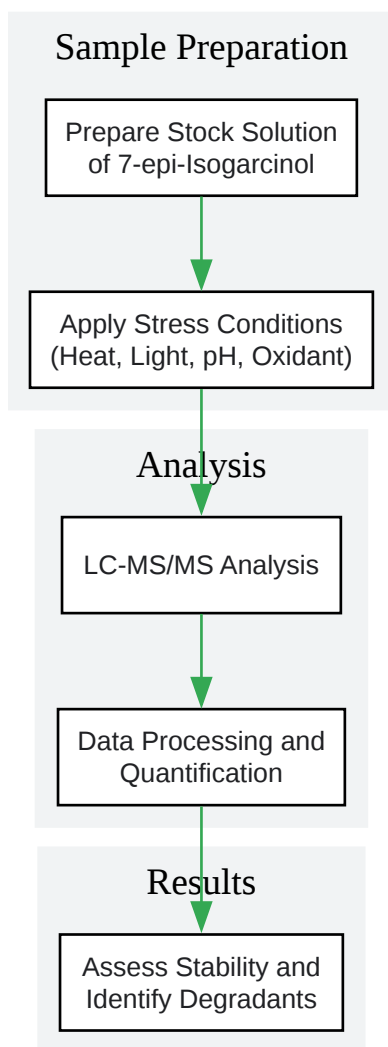 Sample Preparation
Prepare Stock Solution
of 7-epi-Isogarcinol
Apply Stress Conditions
(Heat, Light, pH, Oxidant)
Analysis
LC-MS/MS Analysis
Data Processing and
Quantification
Results
Assess Stability and
Identify Degradants